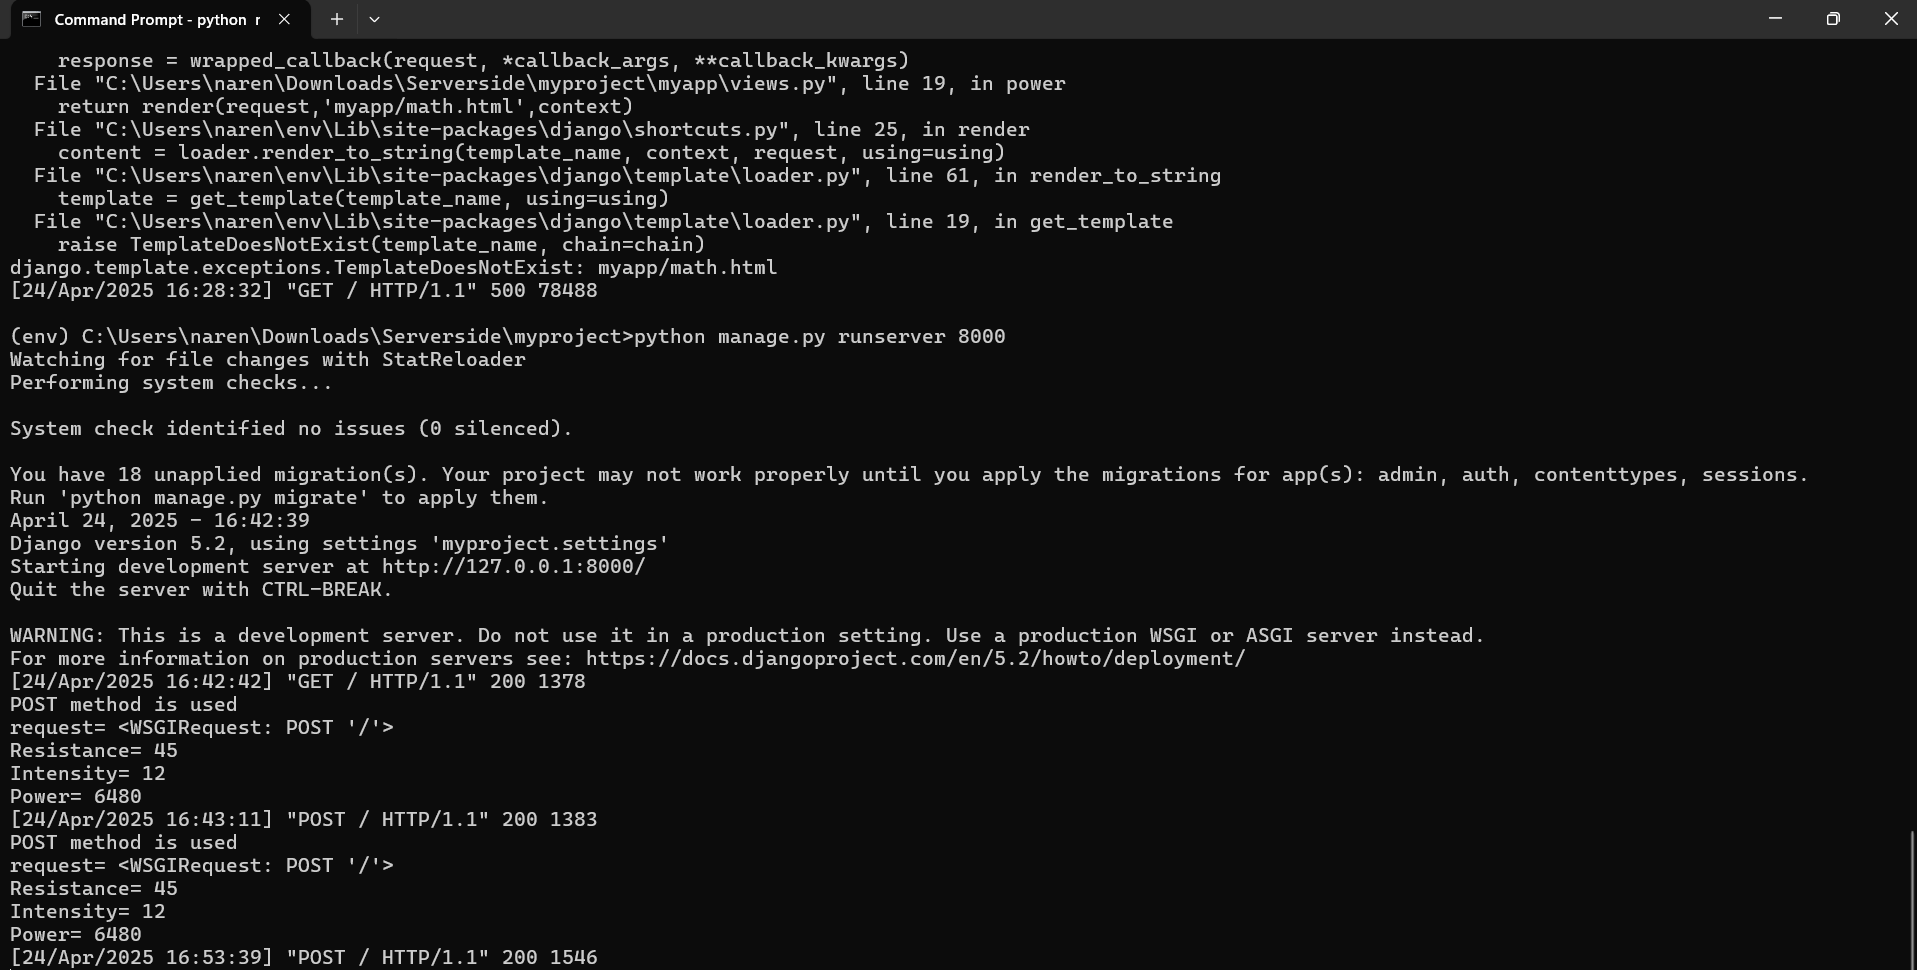 Command Prompt - python r
response = wrapped_callback(request, *callback_args, **callback_kwargs)
File "C:\Users\naren\Downloads\Serverside\myproject\myapp\views.py", line 19, in power
return render(request,'myapp/math.html',context)
File "C:\Users\naren\env\Lib\site-packages\django\shortcuts.py", line 25, in render
content = loader.render_to_string(template_name, context, request, using=using)
File "C:\Users\naren\env\Lib\site-packages\django\template\loader.py", line 61, in render_to_string
template = get_template(template_name, using=using)
File "C:\Users\naren\env\Lib\site-packages\django\template\loader.py", line 19, in get_template
raise TemplateDoesNotExist(template_name, chain=chain)
django.template.exceptions.TemplateDoesNotExist: myapp/math.html
[24/Apr/2025 16:28:32] "GET / HTTP/1.1" 500 78488
(env) C:\Users\naren\Downloads\Serverside\myproject>python manage.py runserver 8000
Watching for file changes with StatReloader
Performing system checks...
System check identified no issues (0 silenced).
You have 18 unapplied migration(s). Your project may not work properly until you apply the migrations for app(s): admin, auth, contenttypes, sessions.
Run 'python manage.py migrate' to apply them.
April 24, 2025 - 16:42:39
Django version 5.2, using settings 'myproject.settings'
Starting development server at http://127.0.0.1:8000/
Quit the server with CTRL-BREAK.
WARNING: This is a development server. Do not use it in a production setting. Use a production WSGI or ASGI server instead.
For more information on production servers see: https://docs.djangoproject.com/en/5.2/howto/deployment/
[24/Apr/2025 16:42:42] "GET / HTTP/1.1" 200 1378
POST method is used
request= <WSGIRequest: POST '/'>
Resistance= 45
Intensity= 12
Power= 6480
[24/Apr/2025 16:43:11] "POST / HTTP/1.1" 200 1383
POST method is used
request= <WSGIRequest: POST '/'>
Resistance= 45
Intensity= 12
Power= 6480
[24/Apr/2025 16:53:39] "POST / HTTP/1.1" 200 1546